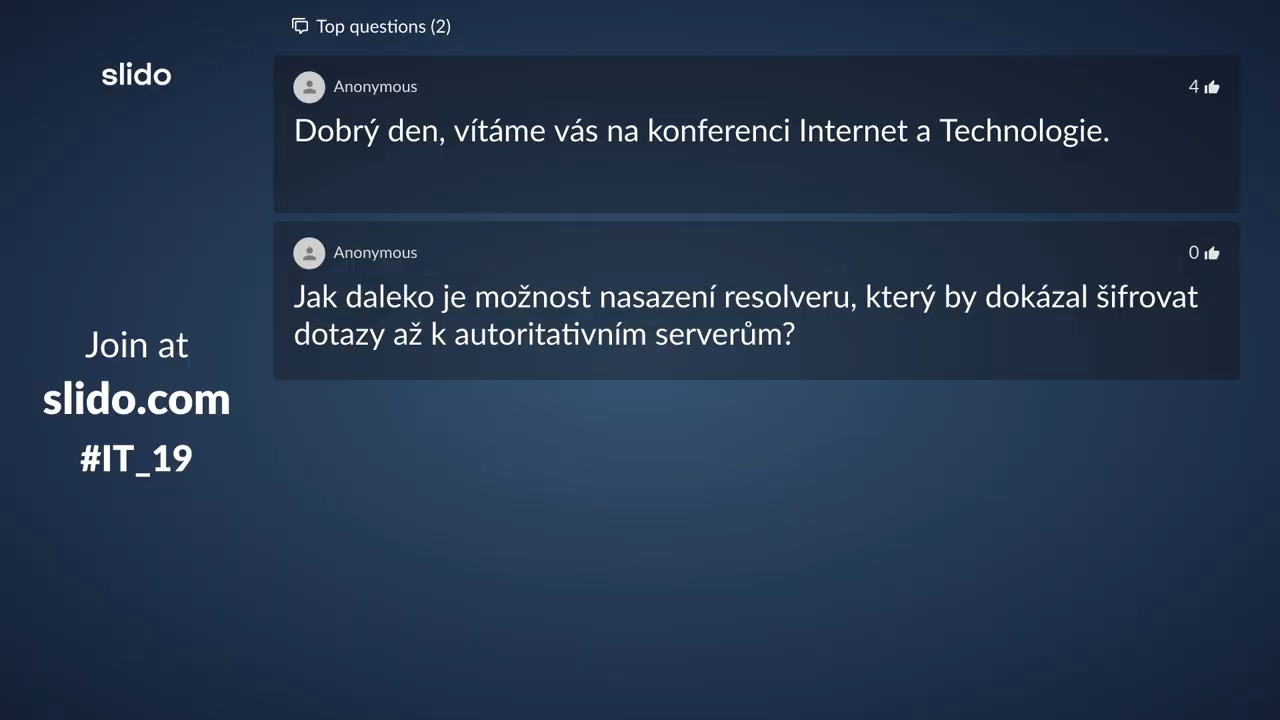 Top questions (2)
slido
Anonymous
4
Dobrý den, vítáme vás na konferenci Internet a Technologie.
Anonymous
0
Jak daleko je možnost nasazení resolveru, který by dokázal šifrovat
dotazy až k autoritativním serverům?
Join at
slido.com
#IT_19